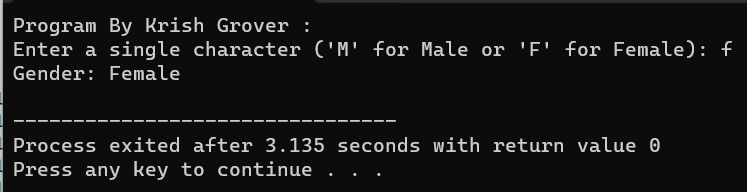 Program By Krish Grover :
Enter a single character ('M' for Male or 'F' for Female): f
Gender: Female
--------------------------------
Process exited after 3.135 seconds with return value 0
Press any key to continue . . .